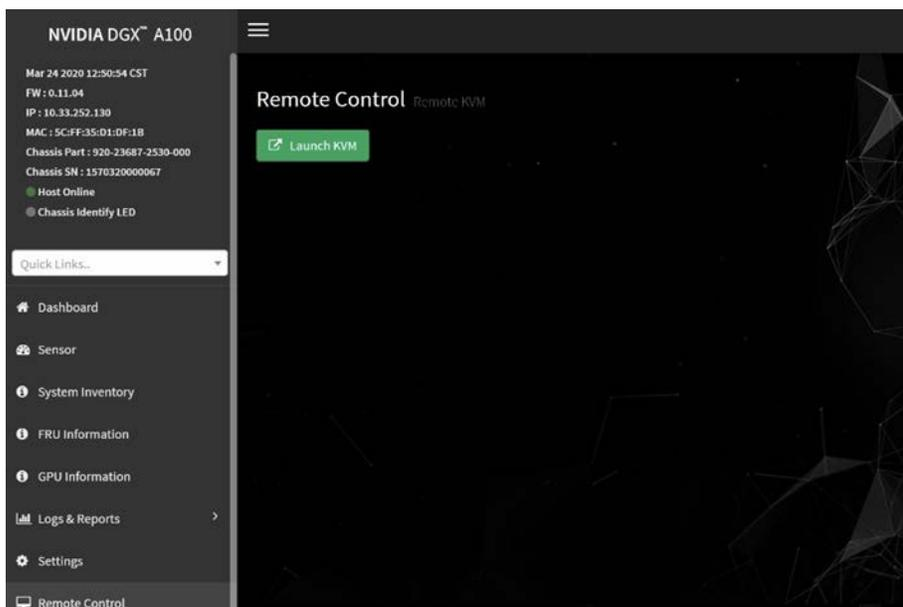 NVIDIA DGX™ A100
Mar 24 2020 12:50:54 CST
FW : 0.11.04
IP : 10.33.252.130
MAC : 5C:FF:35:D1:DF:1B
Chassis Part : 920-23687-2530-000
Chassis SN : 1570320000067
Host Online
Chassis Identify LED
Quick Links..
Dashboard
Sensor
System Inventory
FRU Information
GPU Information
Logs & Reports
Settings
Remote Control
Remote Control Remote KVM
Launch KVM